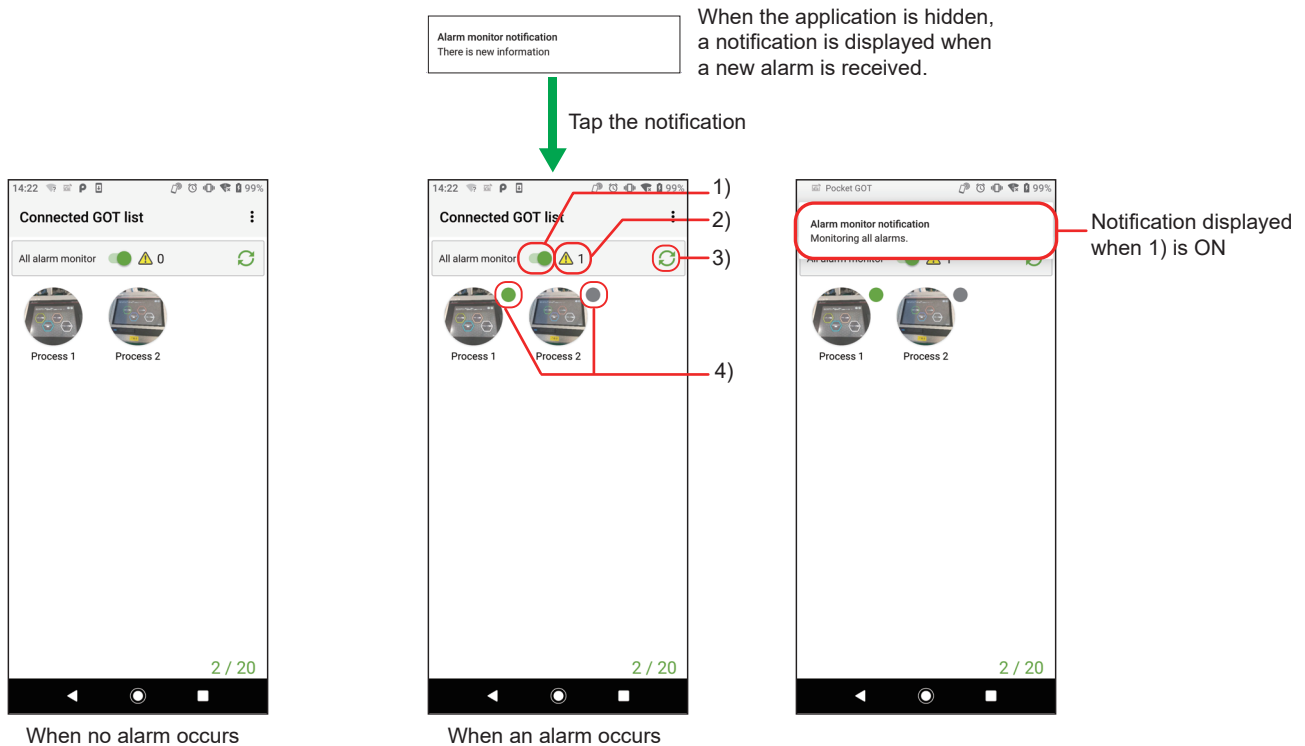 Alarm monitor notification
There is new information
When the application is hidden,
a notification is displayed when
a new alarm is received.
Tap the notification
14:22
99%
Connected GOT list
All alarm monitor
0
Process 1
Process 2
2 / 20
When no alarm occurs
14:22
99%
Connected GOT list
All alarm monitor
1
Process 1
Process 2
2 / 20
When an alarm occurs
1)
2)
3)
4)
Pocket GOT
99%
Alarm monitor notification
Monitoring all alarms.
All alarm monitor
1
Process 1
Process 2
2 / 20
Notification displayed
when 1) is ON